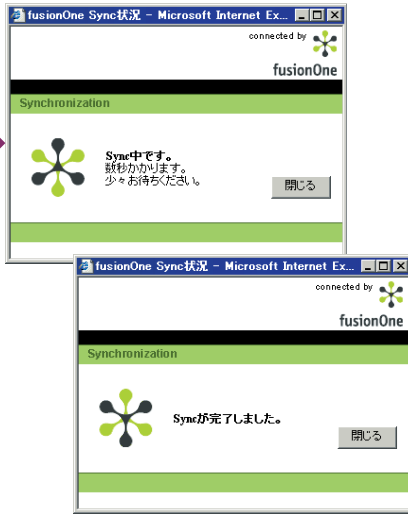 fusionOne Sync状況 - Microsoft Internet Ex...
connected by
fusionOne
Synchronization
Sync中です。
数秒かかります。
少々お待ちください。
閉じる
fusionOne Sync状況 - Microsoft Internet Ex...
connected by
fusionOne
Synchronization
Syncが完了しました。
閉じる